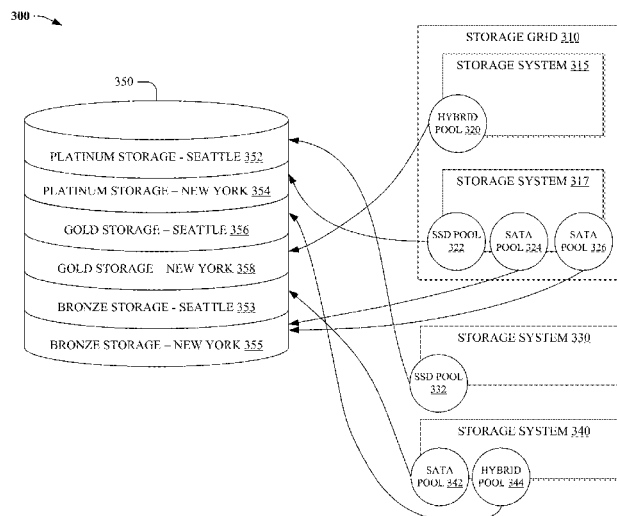 300
350
PLATINUM STORAGE - SEATTLE 352
PLATINUM STORAGE – NEW YORK 354
GOLD STORAGE – SEATTLE 356
GOLD STORAGE – NEW YORK 358
BRONZE STORAGE - SEATTLE 353
BRONZE STORAGE – NEW YORK 355
STORAGE GRID 310
STORAGE SYSTEM 315
HYBRID
POOL 320
STORAGE SYSTEM 317
SSD POOL
322
SATA
POOL 324
SATA
POOL 326
STORAGE SYSTEM 330
SSD POOL
332
STORAGE SYSTEM 340
SATA
POOL 342
HYBRID
POOL 344